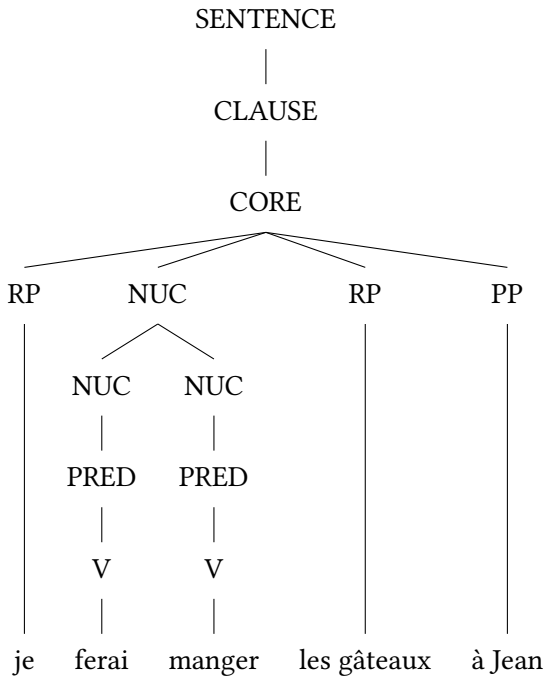 SENTENCE
CLAUSE
CORE
RP NUC RP PP
NUC NUC
PRED PRED
V V
je ferai manger les gâteaux à Jean